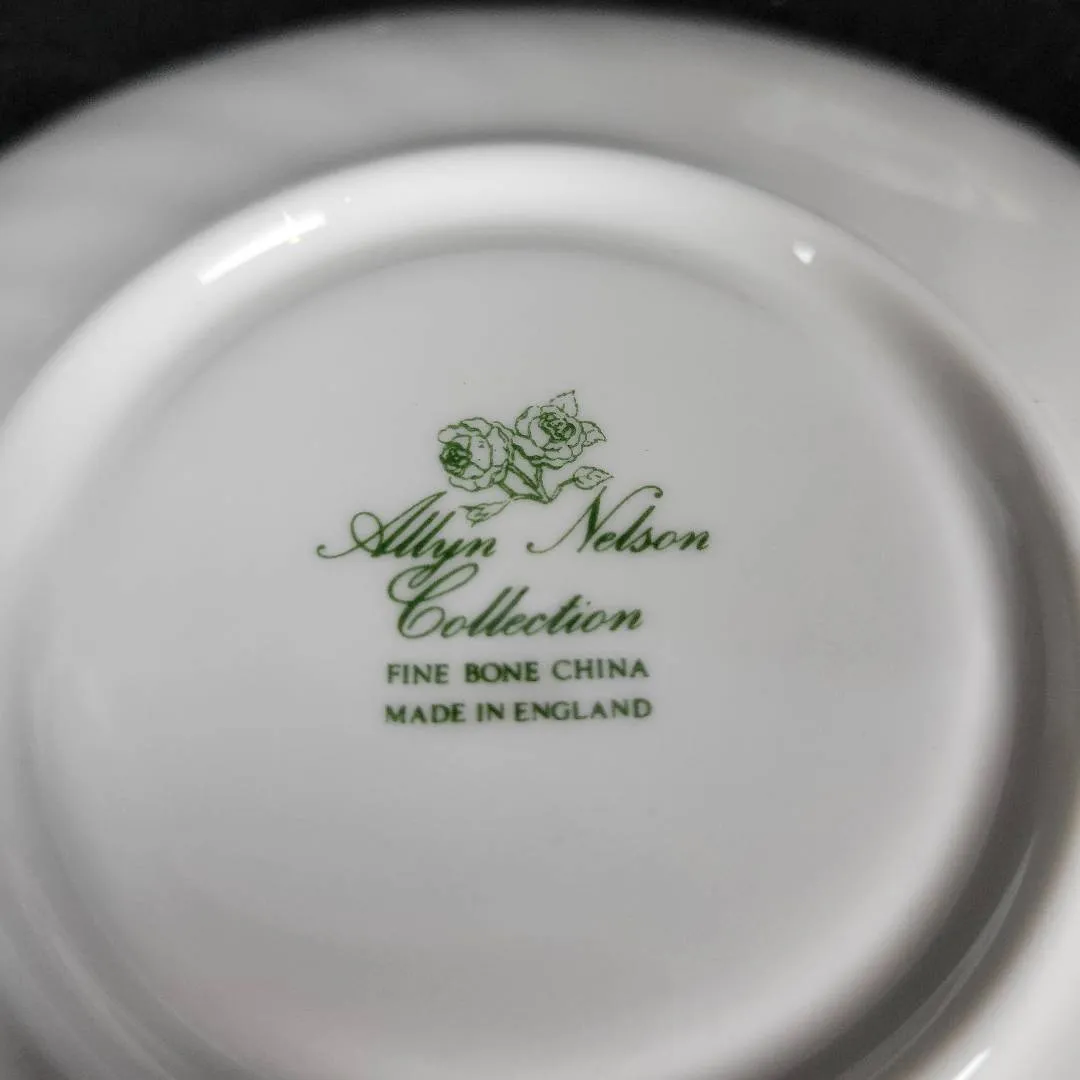 Allyn Nelson
Collection
FINE BONE CHINA
MADE IN ENGLAND